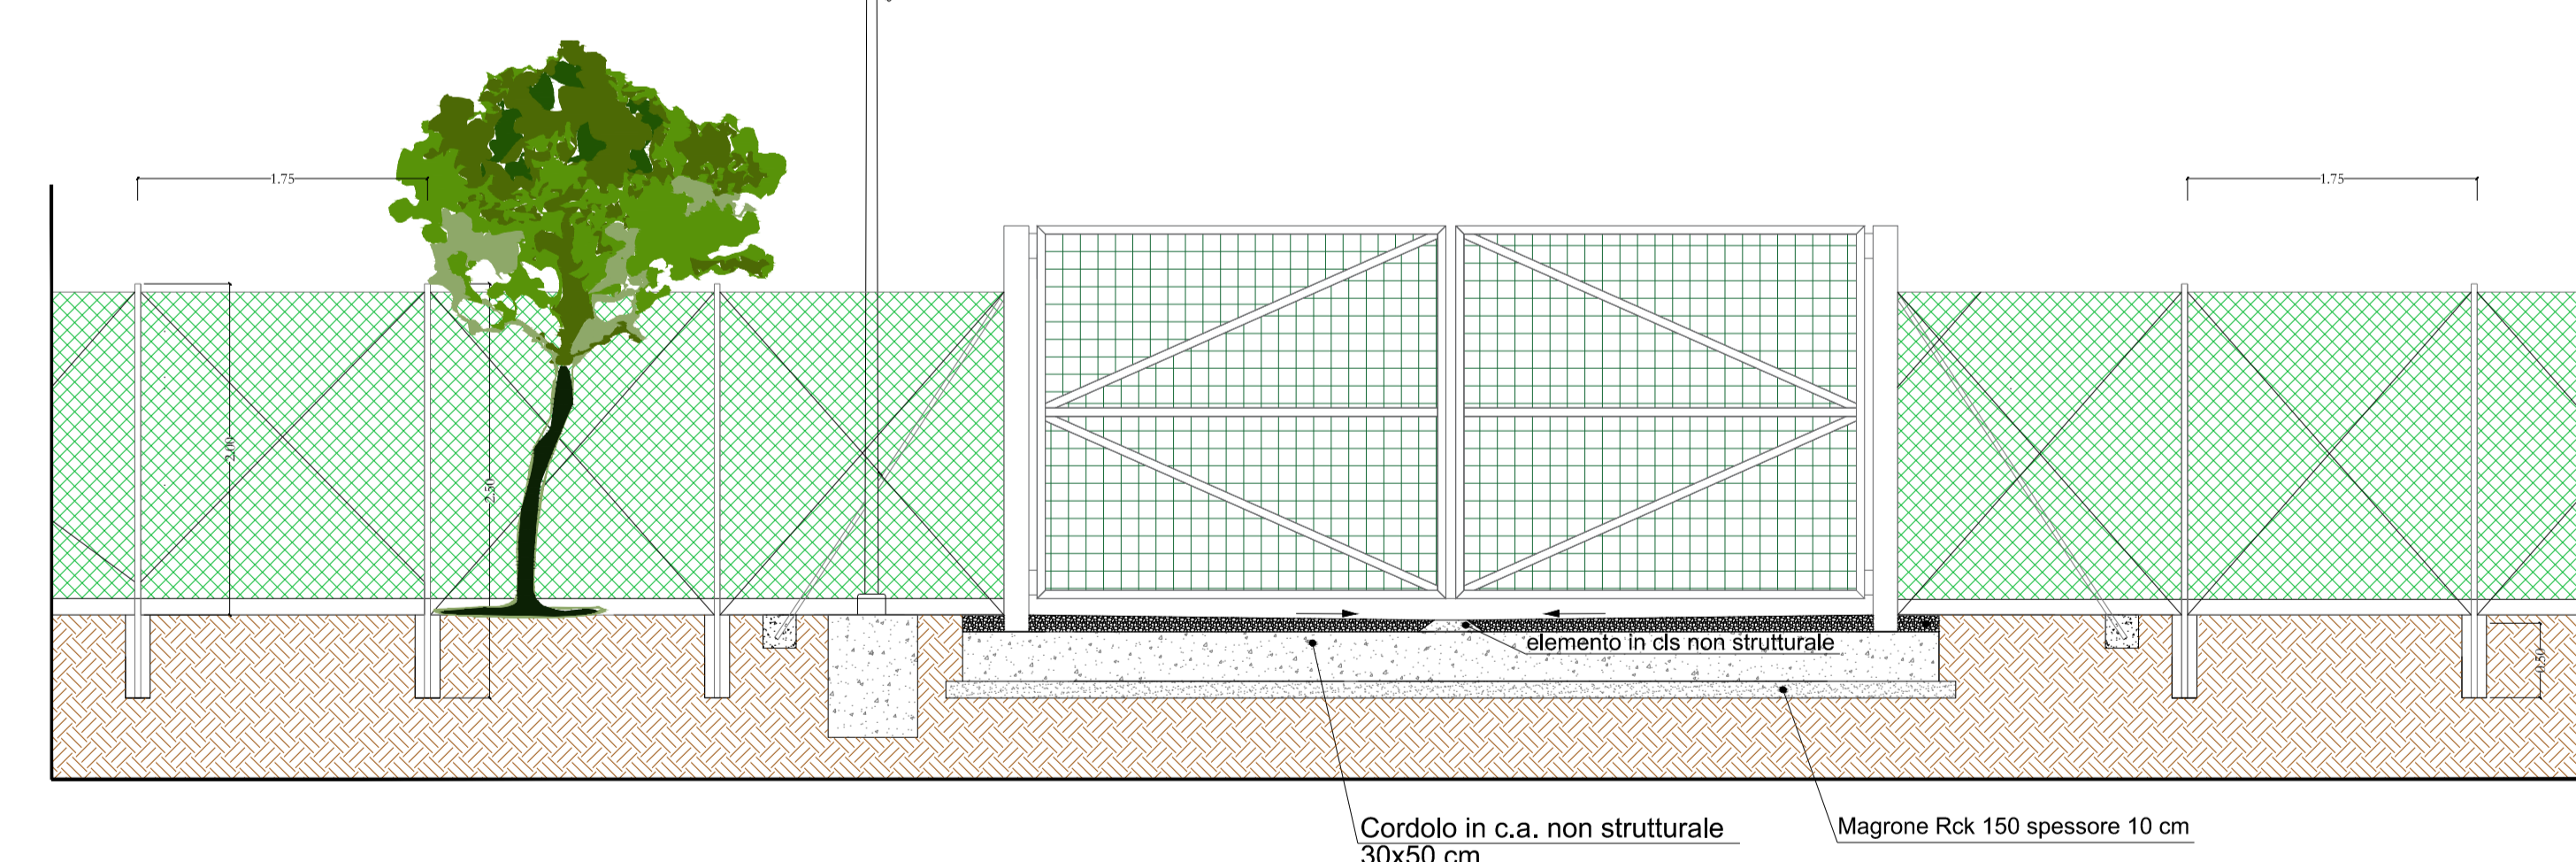 1.75
1.75
2.00
2.50
elemento in cls non strutturale
0.50
Cordolo in c.a. non strutturale
30x50 cm
Magrone Rck 150 spessore 10 cm